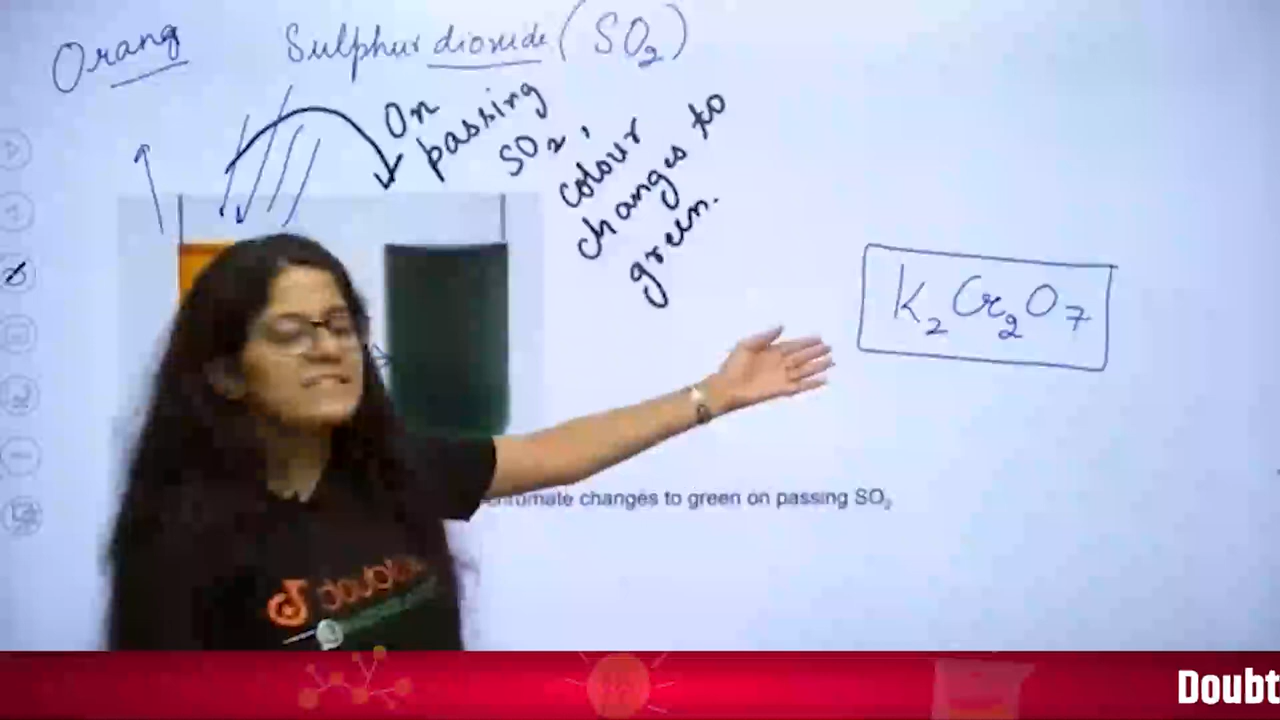 Orang
Sulphur dioxide (SO₂)
On
passing
SO₂,
colour
changes to
green.
K₂Cr₂O₇
changes to green on passing SO₂
Doubt